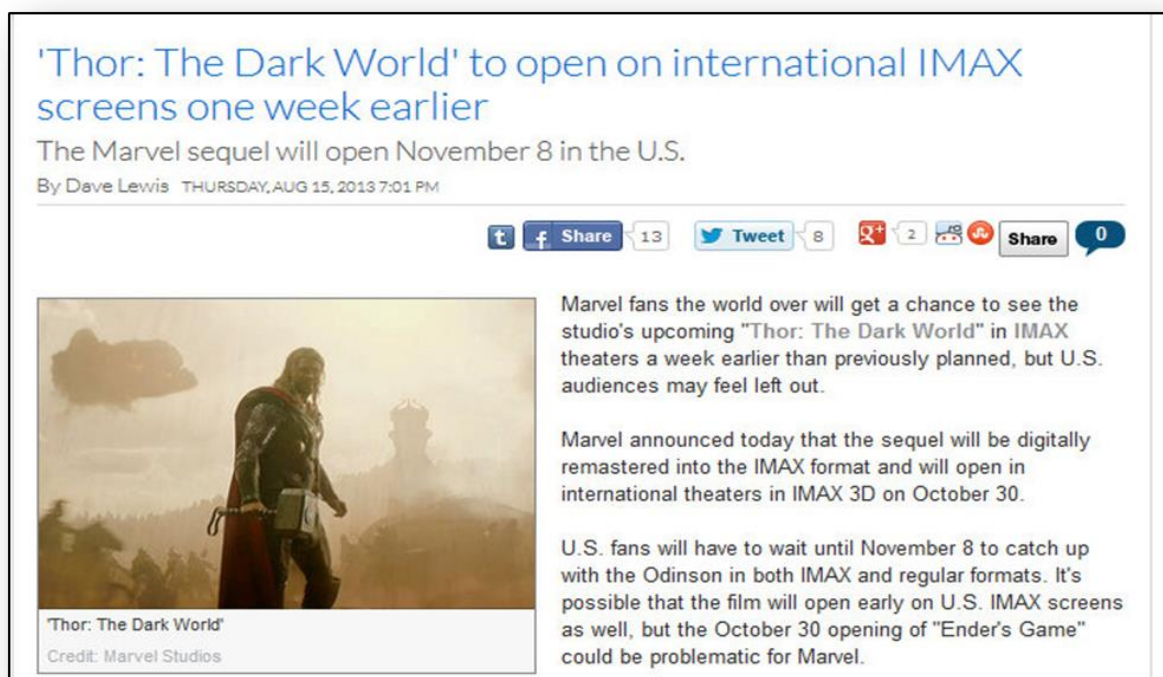 'Thor: The Dark World' to open on international IMAX
screens one week earlier
The Marvel sequel will open November 8 in the U.S.
By Dave Lewis THURSDAY, AUG 15, 2013 7:01 PM
t f Share 13 Tweet 8 g+ 2 Share 0
Marvel fans the world over will get a chance to see the
studio's upcoming "Thor: The Dark World" in IMAX
theaters a week earlier than previously planned, but U.S.
audiences may feel left out.
Marvel announced today that the sequel will be digitally
remastered into the IMAX format and will open in
international theaters in IMAX 3D on October 30.
U.S. fans will have to wait until November 8 to catch up
with the Odinson in both IMAX and regular formats. It's
possible that the film will open early on U.S. IMAX screens
as well, but the October 30 opening of "Ender's Game"
could be problematic for Marvel.
'Thor: The Dark World'
Credit: Marvel Studios